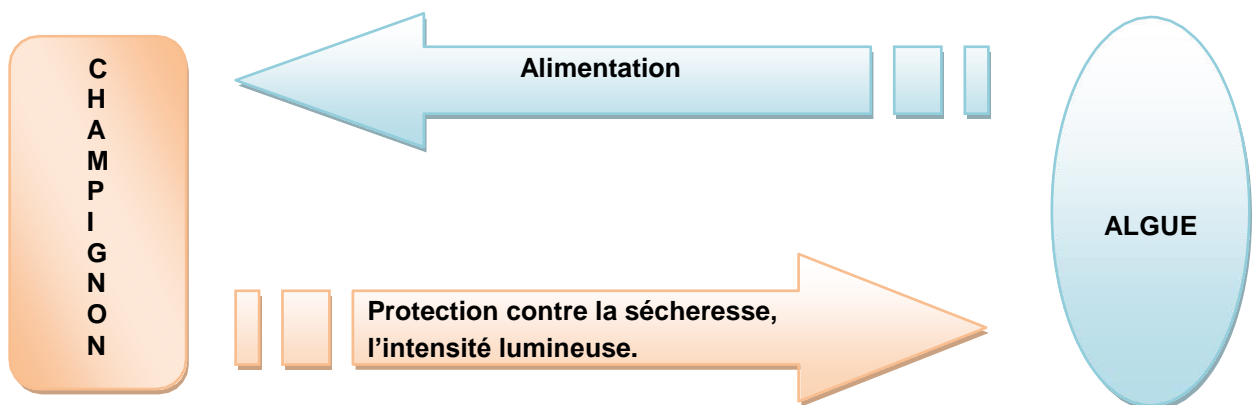 CHAMPIGNON
Alimentation
ALGUE
Protection contre la sécheresse,
l’intensité lumineuse.